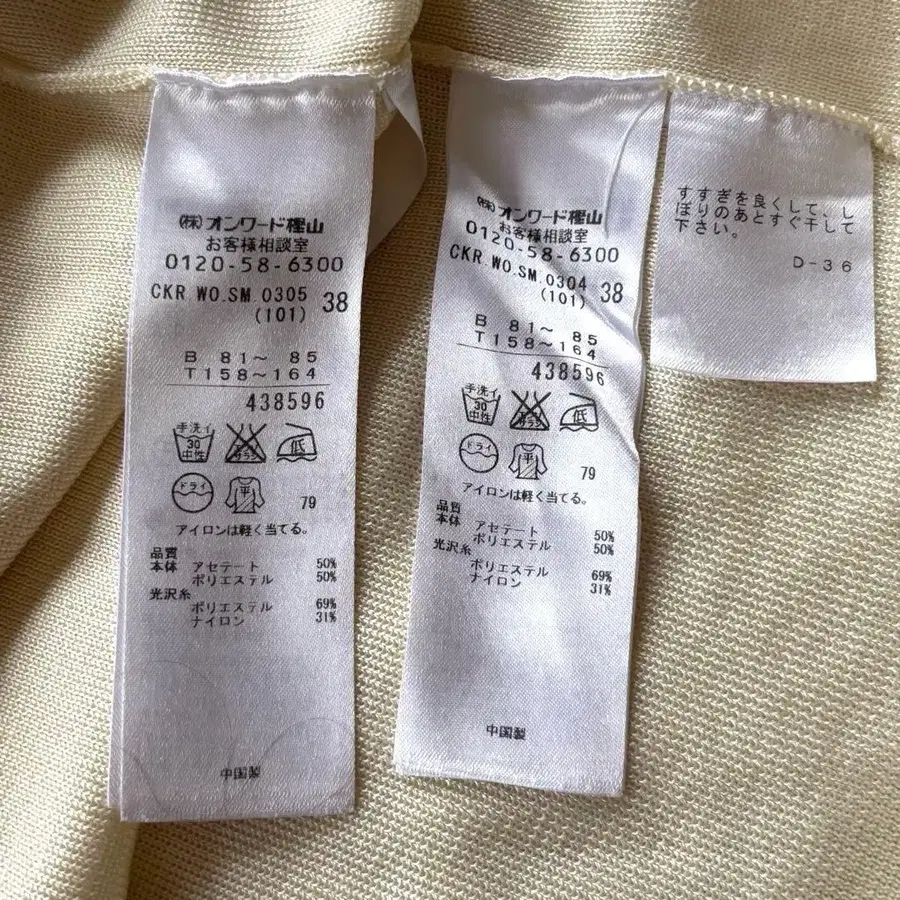 (株)オンワード樫山
お客様相談室
0120-58-6300
CKR WO.SM 0305 38
(101)
B 81～ 85
T158～164
438596
手洗イ
30
中性
低
ドライ
平
79
アイロンは軽く当てる。
品質
本体 アセテート 50%
ポリエステル 50%
光沢糸
ポリエステル 69%
ナイロン 31%
中国製
(株)オンワード樫山
お客様相談室
0120-58-6300
CKR WO.SM 0304 38
(101)
B 81～ 85
T158～164
438596
手洗イ
30
中性
低
ドライ
平
79
アイロンは軽く当てる。
品質
本体 アセテート 50%
ポリエステル 50%
光沢糸
ポリエステル 69%
ナイロン 31%
中国製
すすぎを良くして、し
ぼりのあとすぐ干して
下さい。
D-36